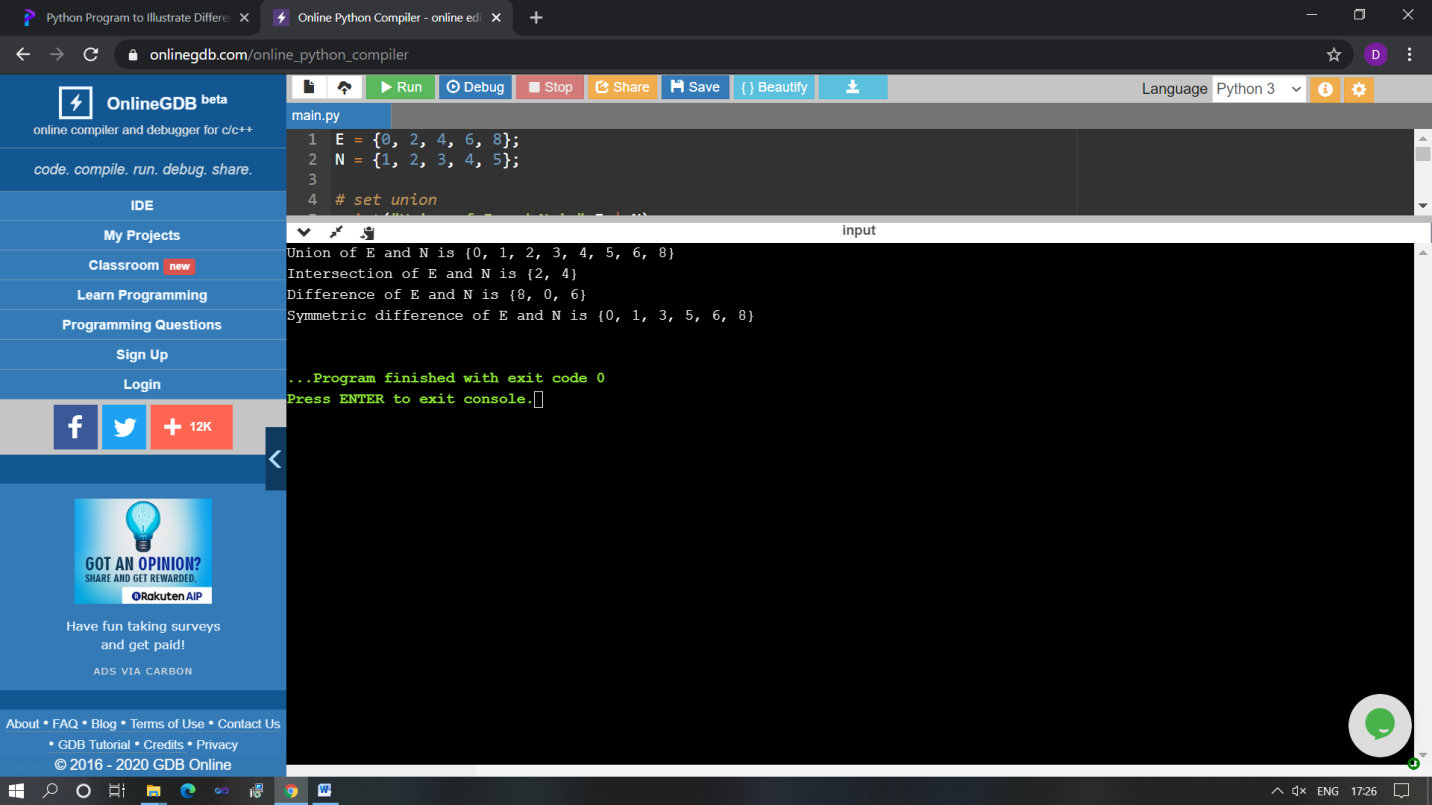 Python Program to Illustrate Differe
Online Python Compiler - online edi
onlinegdb.com/online_python_compiler
D
OnlineGDB beta
online compiler and debugger for c/c++
code. compile. run. debug. share.
IDE
My Projects
Classroom new
Learn Programming
Programming Questions
Sign Up
Login
12K
GOT AN OPINION?
SHARE AND GET REWARDED.
Rakuten AIP
Have fun taking surveys
and get paid!
ADS VIA CARBON
About • FAQ • Blog • Terms of Use • Contact Us
• GDB Tutorial • Credits • Privacy
© 2016 - 2020 GDB Online
Run Debug Stop Share Save { } Beautify Language Python 3
main.py
1 E = {0, 2, 4, 6, 8};
2 N = {1, 2, 3, 4, 5};
3
4 # set union
input
Union of E and N is {0, 1, 2, 3, 4, 5, 6, 8}
Intersection of E and N is {2, 4}
Difference of E and N is {8, 0, 6}
Symmetric difference of E and N is {0, 1, 3, 5, 6, 8}
...Program finished with exit code 0
Press ENTER to exit console.
ENG 17:26